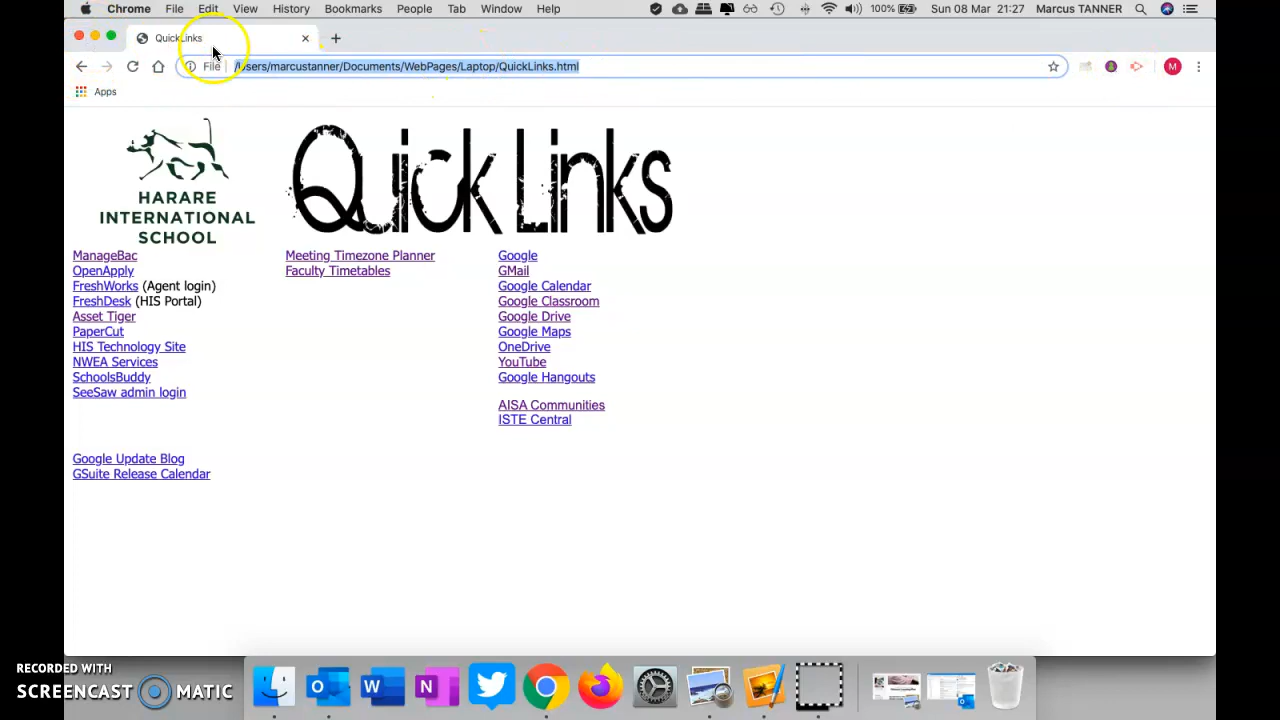 Chrome File Edit View History Bookmarks People Tab Window Help 100% Sun 08 Mar 21:27 Marcus TANNER
QuickLinks
File /Users/marcustanner/Documents/WebPages/Laptop/QuickLinks.html M
Apps
HARARE
INTERNATIONAL
SCHOOL
Quick Links
ManageBac
OpenApply
FreshWorks (Agent login)
FreshDesk (HIS Portal)
Asset Tiger
PaperCut
HIS Technology Site
NWEA Services
SchoolsBuddy
SeeSaw admin login
Google Update Blog
GSuite Release Calendar
Meeting Timezone Planner
Faculty Timetables
Google
GMail
Google Calendar
Google Classroom
Google Drive
Google Maps
OneDrive
YouTube
Google Hangouts
AISA Communities
ISTE Central
RECORDED WITH
SCREENCAST MATIC
O W N